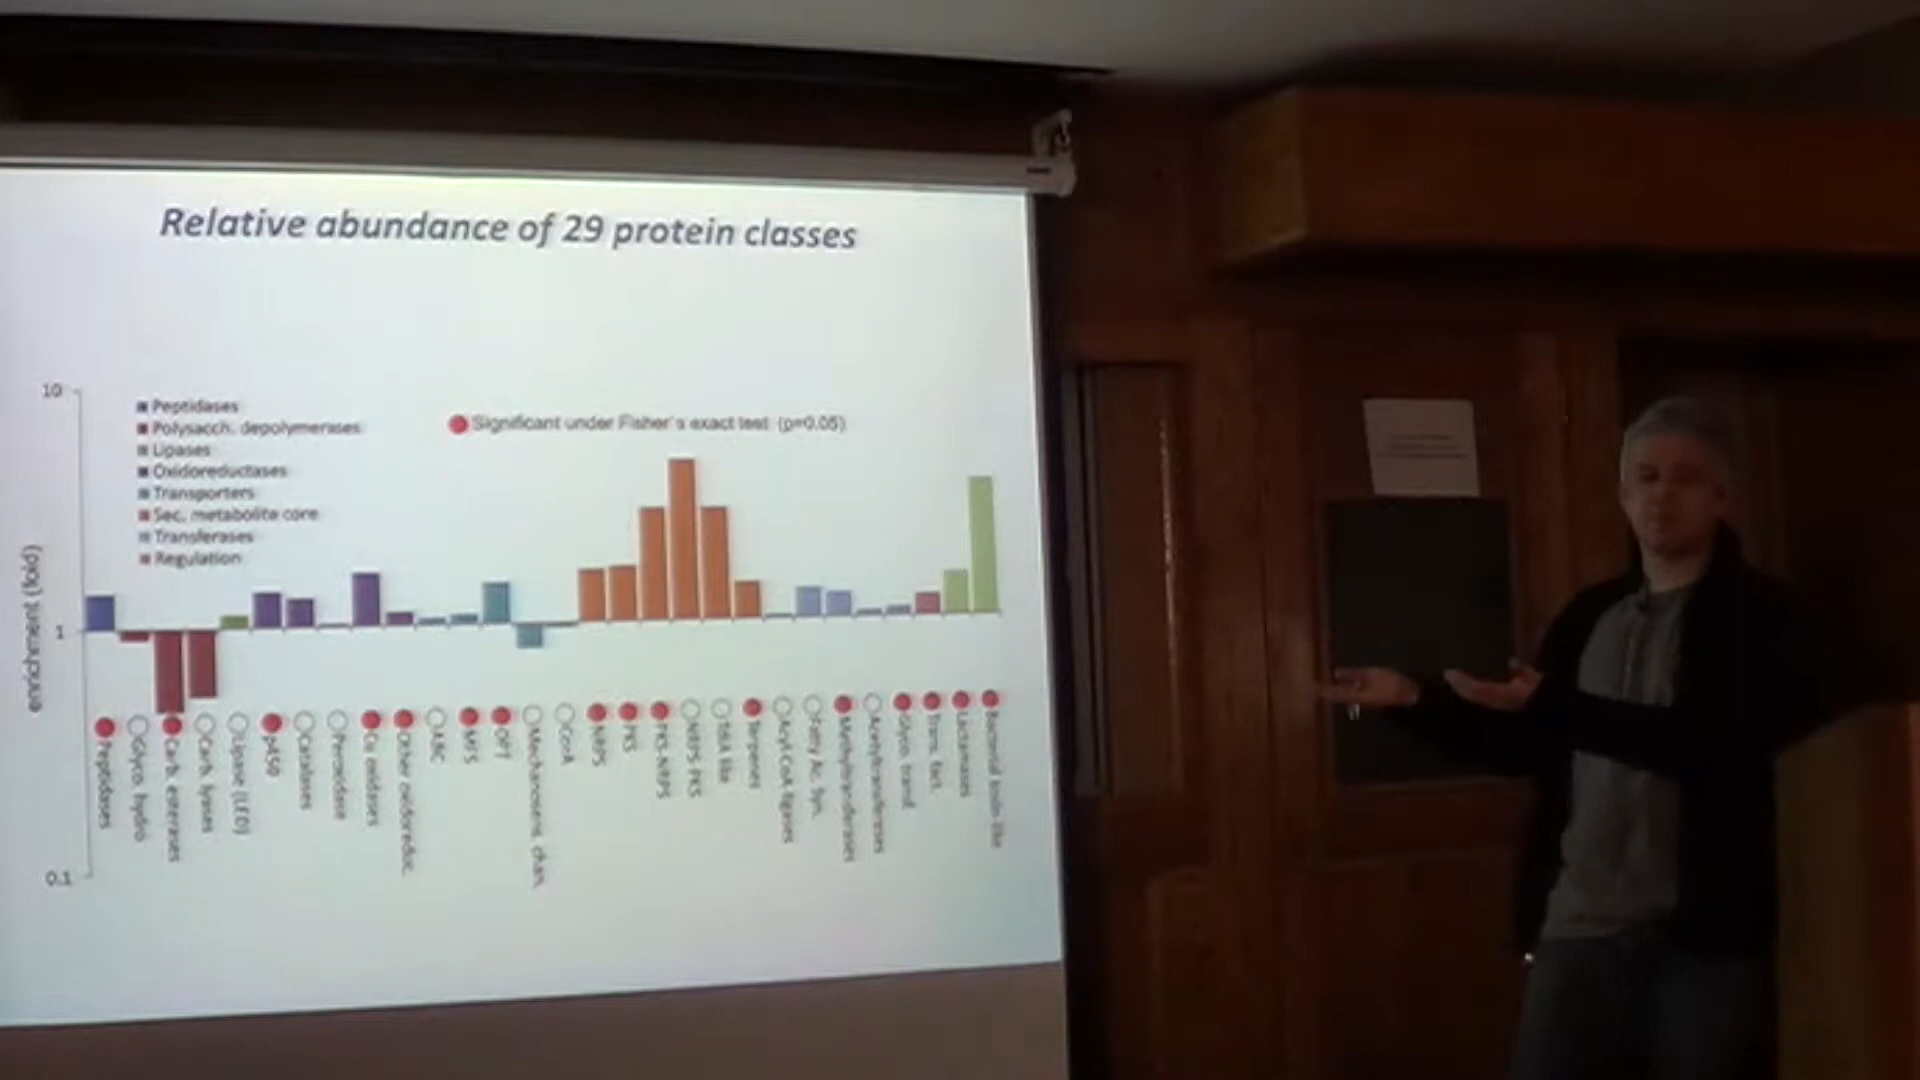 Relative abundance of 29 protein classes
10
1
0.1
enrichment (fold)
Peptidases
Polysacch. depolymerases
Lipases
Oxidoreductases
Transporters
Sec. metabolite core
Transferases
Regulation
Significant under Fisher's exact test (p=0.05)
Peptidases
Glyco. hydro
Carb. esterases
Carb. lyases
Lipase (LED)
p450
Catalases
Peroxidase
Cu oxidases
Other oxidoreduc.
ABC
MFS
OPT
Mechanosens. chan.
CorA
NRPS
PKS
PKS-NRPS
NRPS-PKS
like
Terpenes
Acyl CoA ligases
Fatty Ac. Syn.
Methyltransferases
Acetyltransferases
Glyco. transf.
Trans. fact.
Lactamases
Bacterial toxin-like